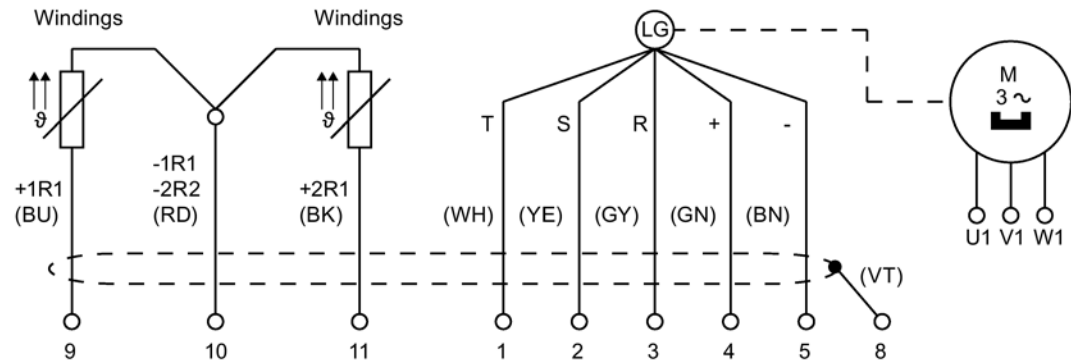 Windings Windings
LG
M
3 ~
ϑ ϑ
T S R + -
-1R1
+1R1 -2R2 +2R1
(BU) (RD) (BK)
(WH) (YE) (GY) (GN) (BN)
U1 V1 W1
(VT)
9 10 11 1 2 3 4 5 8